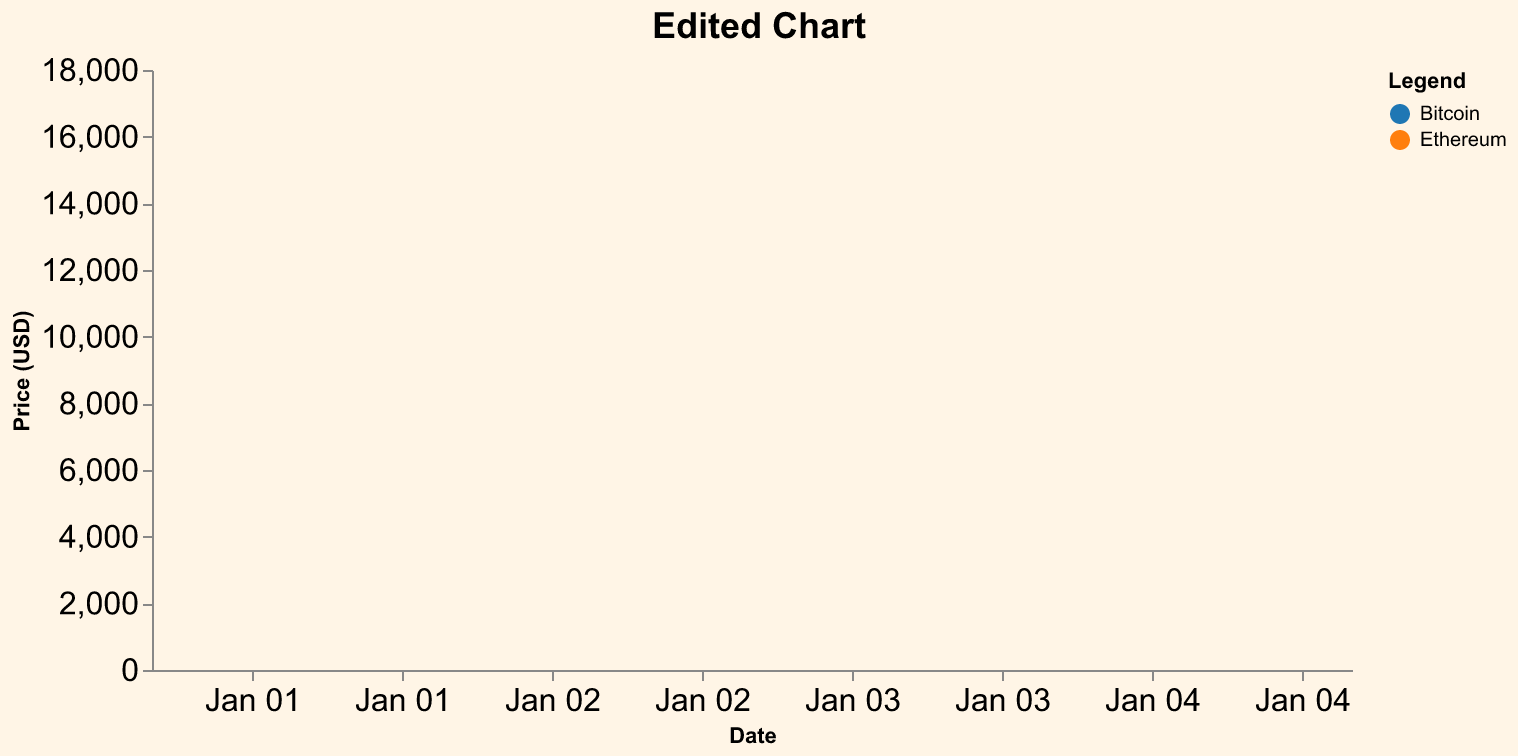 Edited Chart
18,000
16,000
14,000
12,000
10,000
8,000
6,000
4,000
2,000
0
Price (USD)
Jan 01 Jan 01 Jan 02 Jan 02 Jan 03 Jan 03 Jan 04 Jan 04
Date
Legend
Bitcoin
Ethereum